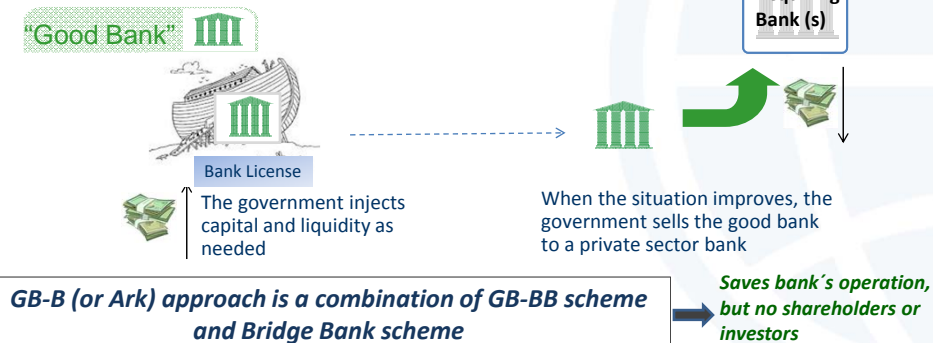 Bank (s)
"Good Bank"
Bank License
The government injects
capital and liquidity as
needed
When the situation improves, the
government sells the good bank
to a private sector bank
GB-B (or Ark) approach is a combination of GB-BB scheme
and Bridge Bank scheme
Saves bank´s operation,
but no shareholders or
investors